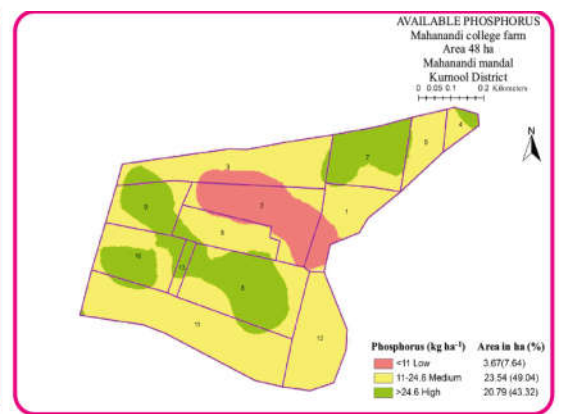 AVAILABLE PHOSPHORUS
Mahanandi college farm
Area 48 ha
Mahanandi mandal
Kurnool District
0 0.05 0.1 0.2 Kilometers
N
4
7
3
2
1
9
10
8
11
12
Phosphorus (kg ha⁻¹) Area in ha (%)
<11 Low 3.67(7.64)
11-24.6 Medium 23.54 (49.04)
>24.6 High 20.79 (43.32)